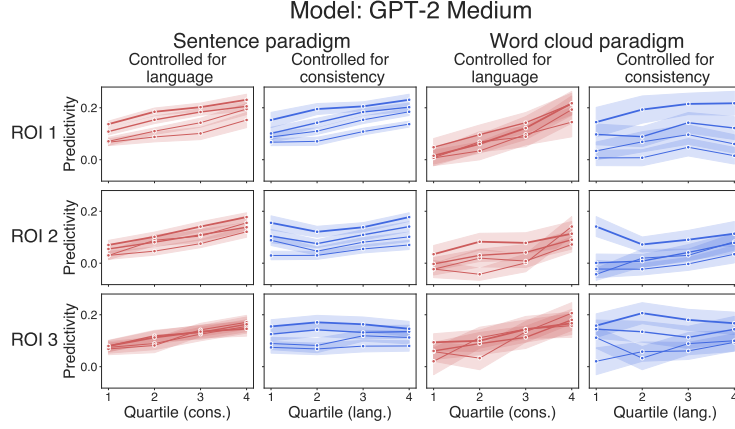 Model: GPT-2 Medium
Sentence paradigm Word cloud paradigm
Controlled for language Controlled for consistency Controlled for language Controlled for consistency
ROI 1 Predictivity 0.2 0.0
ROI 2 Predictivity 0.2 0.0
ROI 3 Predictivity 0.2 0.0
1 2 3 4 1 2 3 4 1 2 3 4 1 2 3 4
Quartile (cons.) Quartile (lang.) Quartile (cons.) Quartile (lang.)